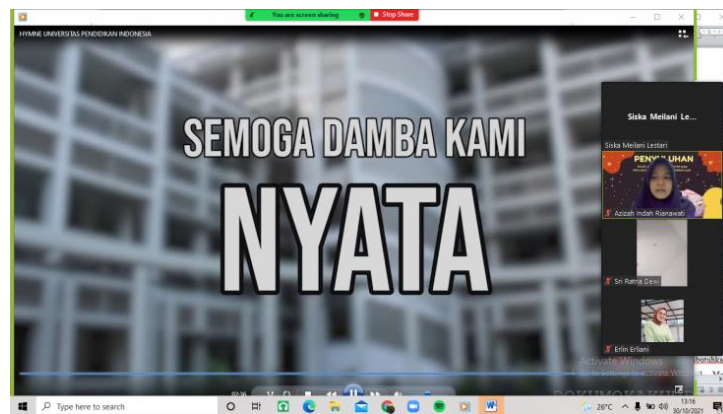 You are screen sharing
Stop Share
HYMNE UNIVERSITAS PENDIDIKAN INDONESIA
SEMOGA DAMBA KAMI
NYATA
Siska Meilani Le...
Siska Meilani Lestari
Azizah Indah Rianawati
Sri Ratna Dewi
Erlin Erliani
Activate Windows
02:36
Type here to search
26°C
13:16
30/10/2021